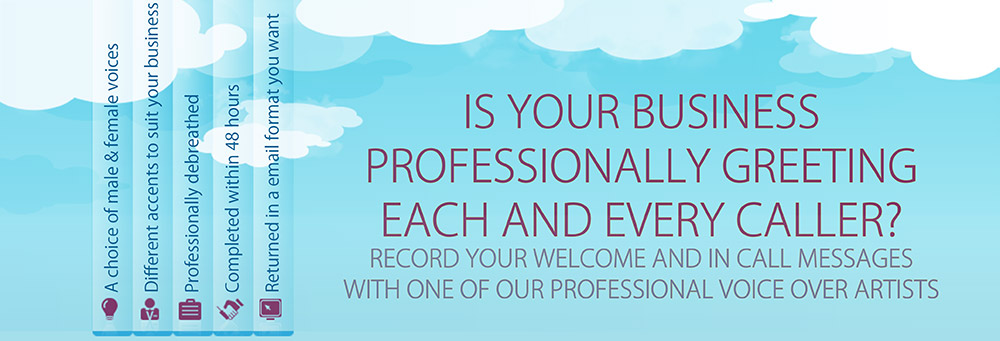 A choice of male & female voices
Different accents to suit your business
Professionally debreathed
Completed within 48 hours
Returned in a email format you want
IS YOUR BUSINESS
PROFESSIONALLY GREETING
EACH AND EVERY CALLER?
RECORD YOUR WELCOME AND IN CALL MESSAGES
WITH ONE OF OUR PROFESSIONAL VOICE OVER ARTISTS